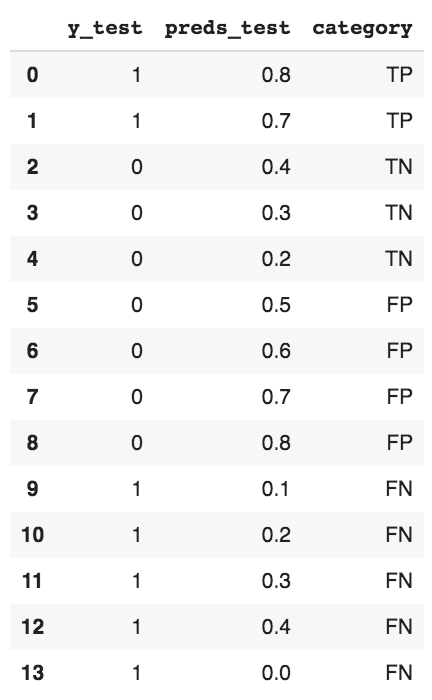 y_test preds_test category
0 1 0.8 TP
1 1 0.7 TP
2 0 0.4 TN
3 0 0.3 TN
4 0 0.2 TN
5 0 0.5 FP
6 0 0.6 FP
7 0 0.7 FP
8 0 0.8 FP
9 1 0.1 FN
10 1 0.2 FN
11 1 0.3 FN
12 1 0.4 FN
13 1 0.0 FN